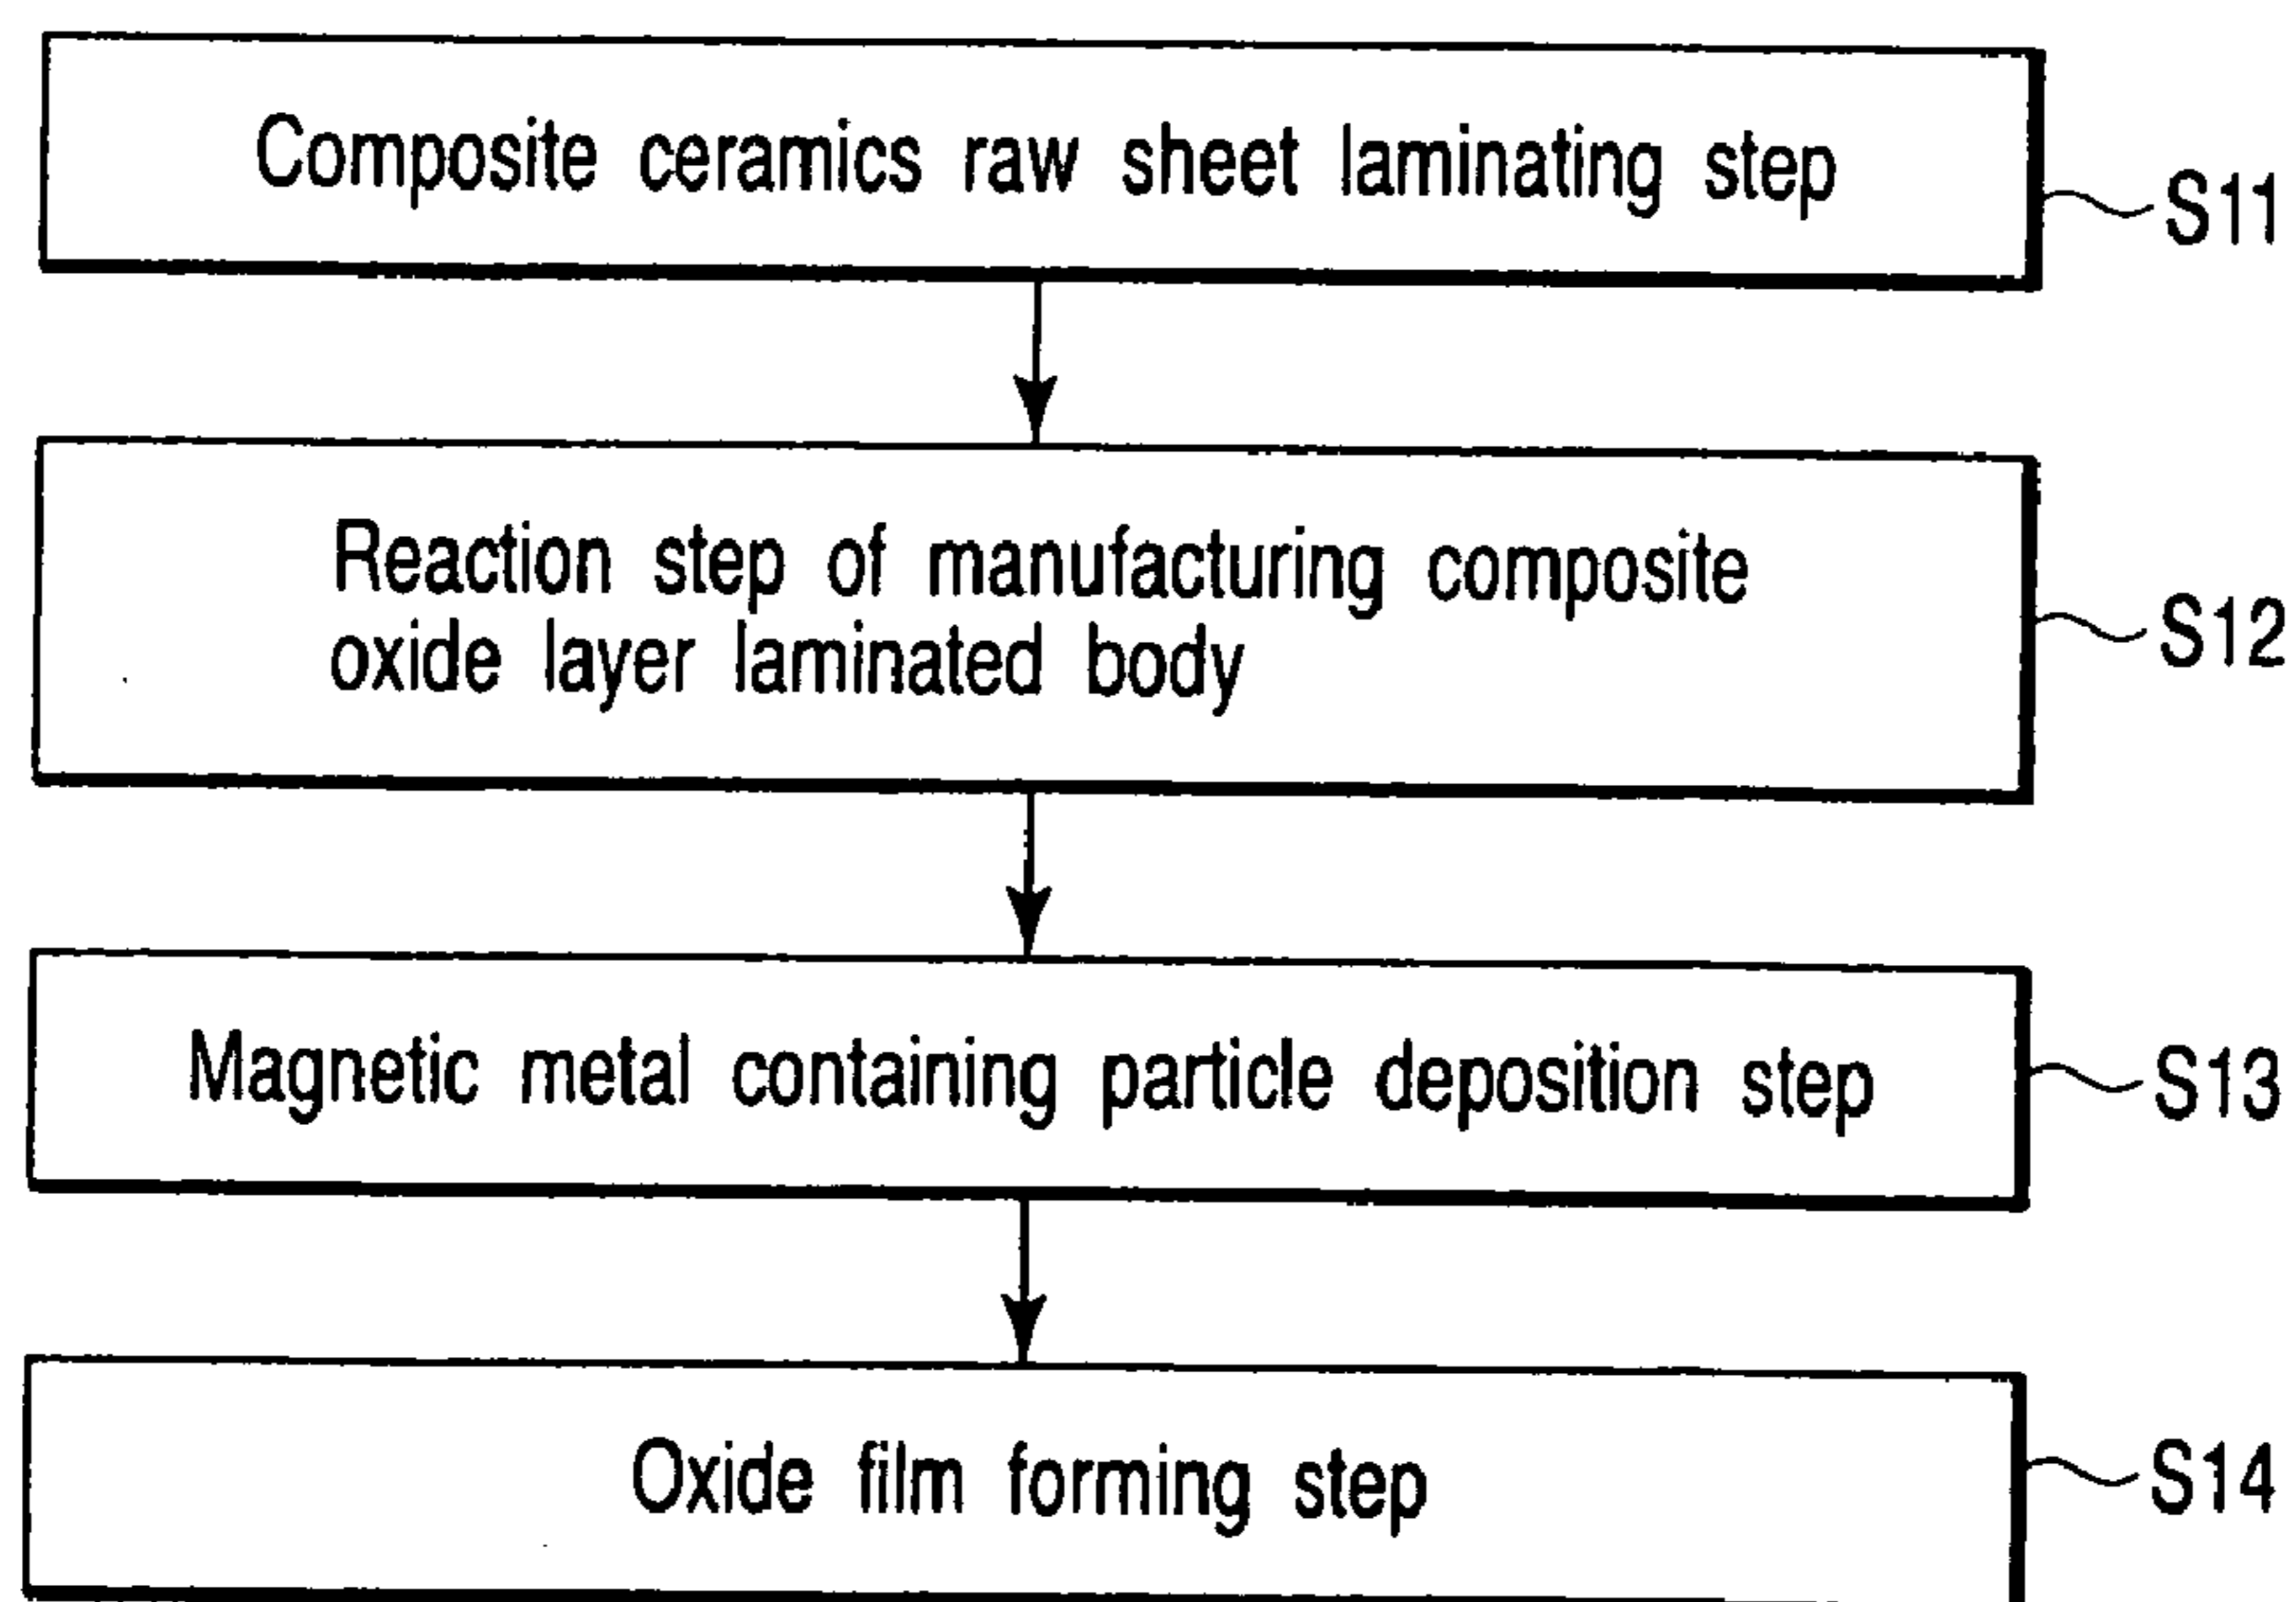 Composite ceramics raw sheet laminating step
S11
Reaction step of manufacturing composite
oxide layer laminated body
S12
Magnetic metal containing particle deposition step
S13
Oxide film forming step
S14